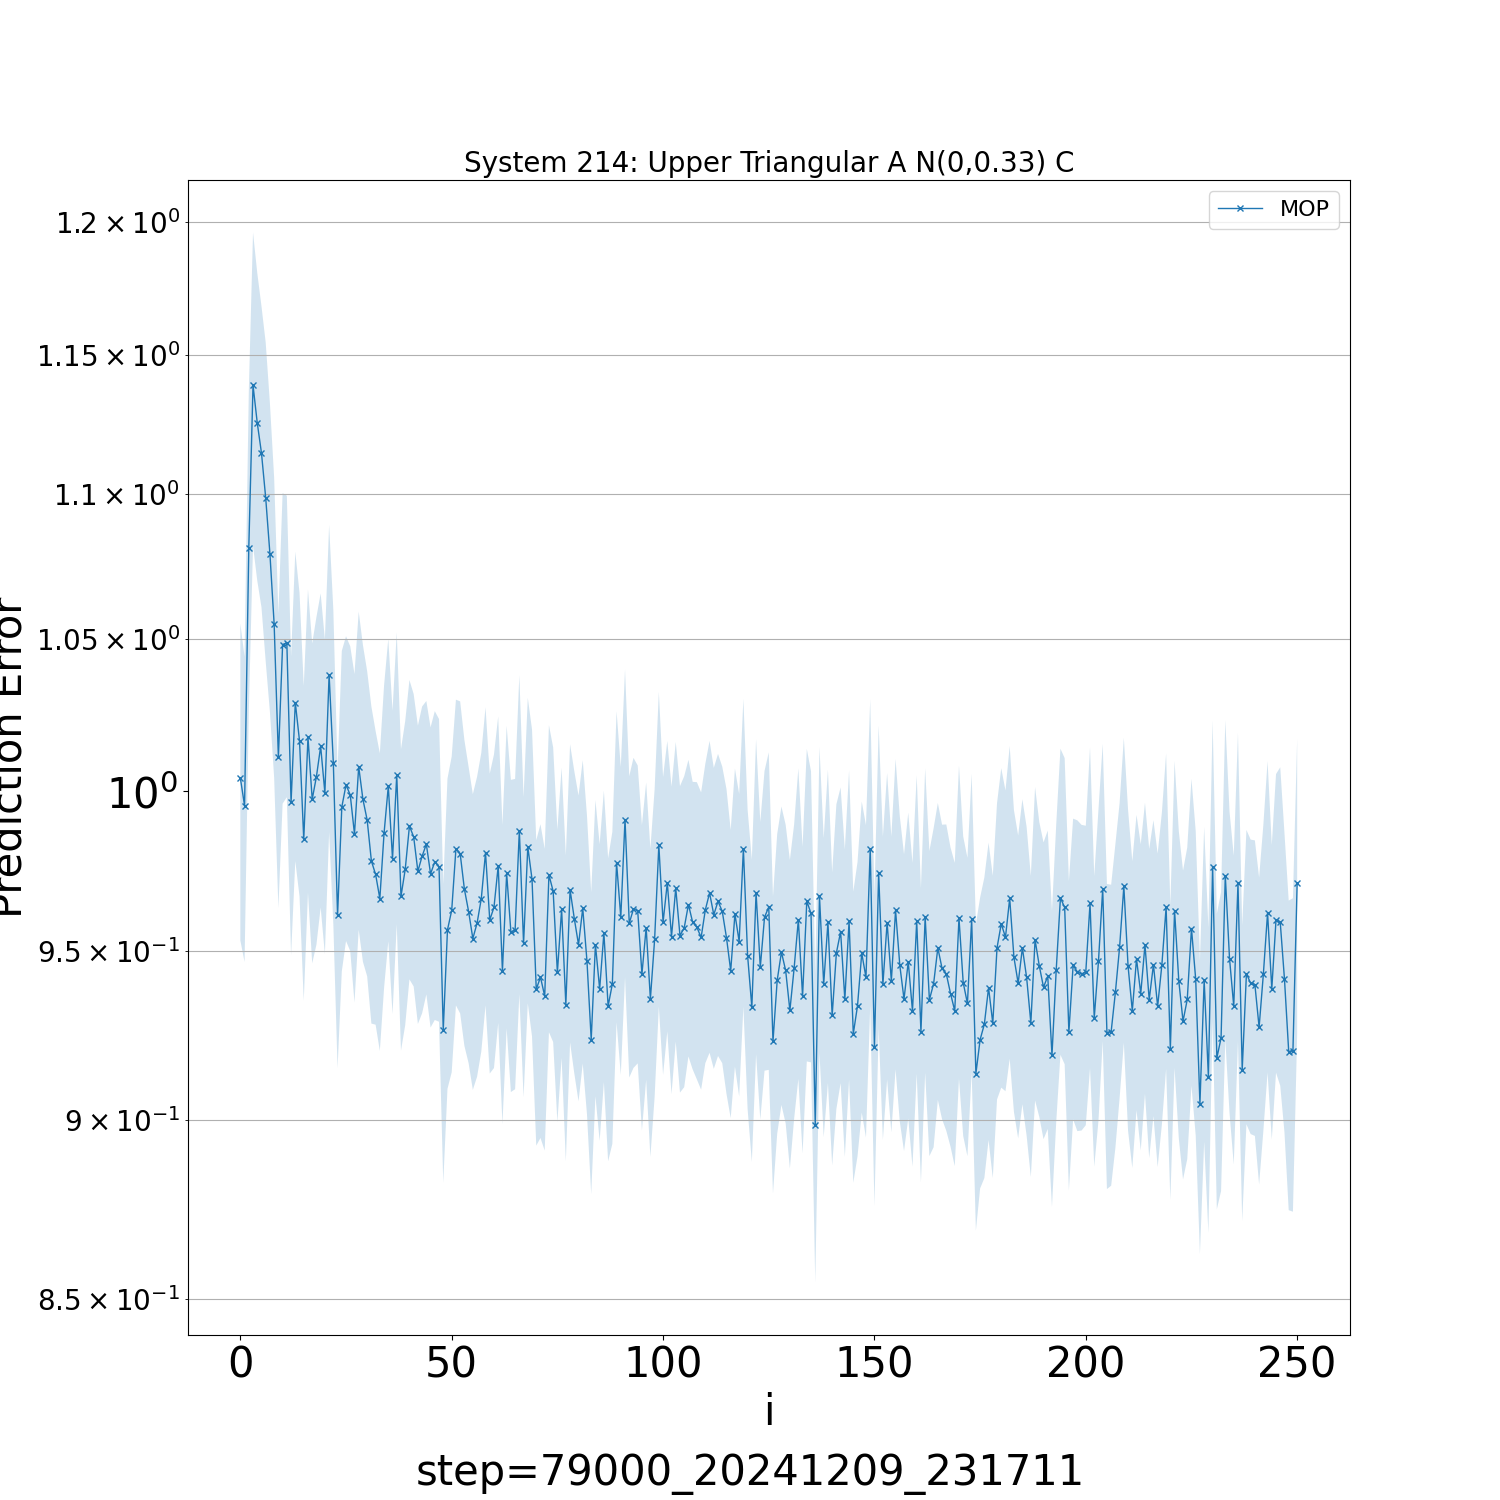 System 214: Upper Triangular A N(0,0.33) C
MOP
1.2 × 10⁰
1.15 × 10⁰
1.1 × 10⁰
1.05 × 10⁰
10⁰
9.5 × 10⁻¹
9 × 10⁻¹
8.5 × 10⁻¹
Prediction Error
0 50 100 150 200 250
i
step=79000_20241209_231711